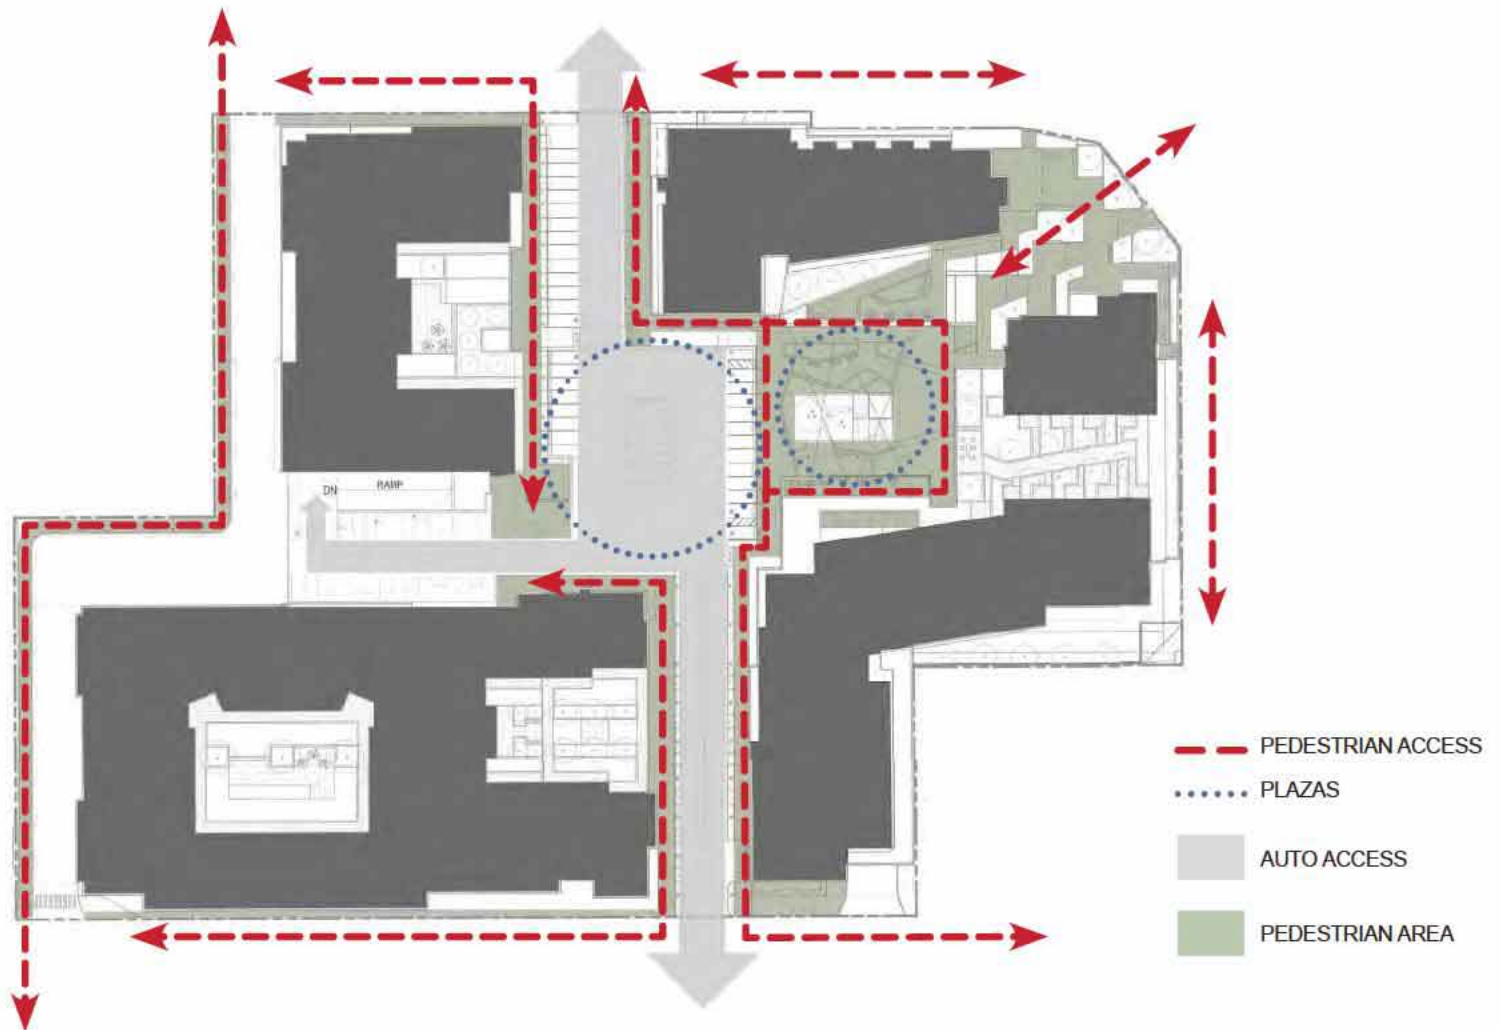 DN
RAMP
PEDESTRIAN ACCESS
PLAZAS
AUTO ACCESS
PEDESTRIAN AREA